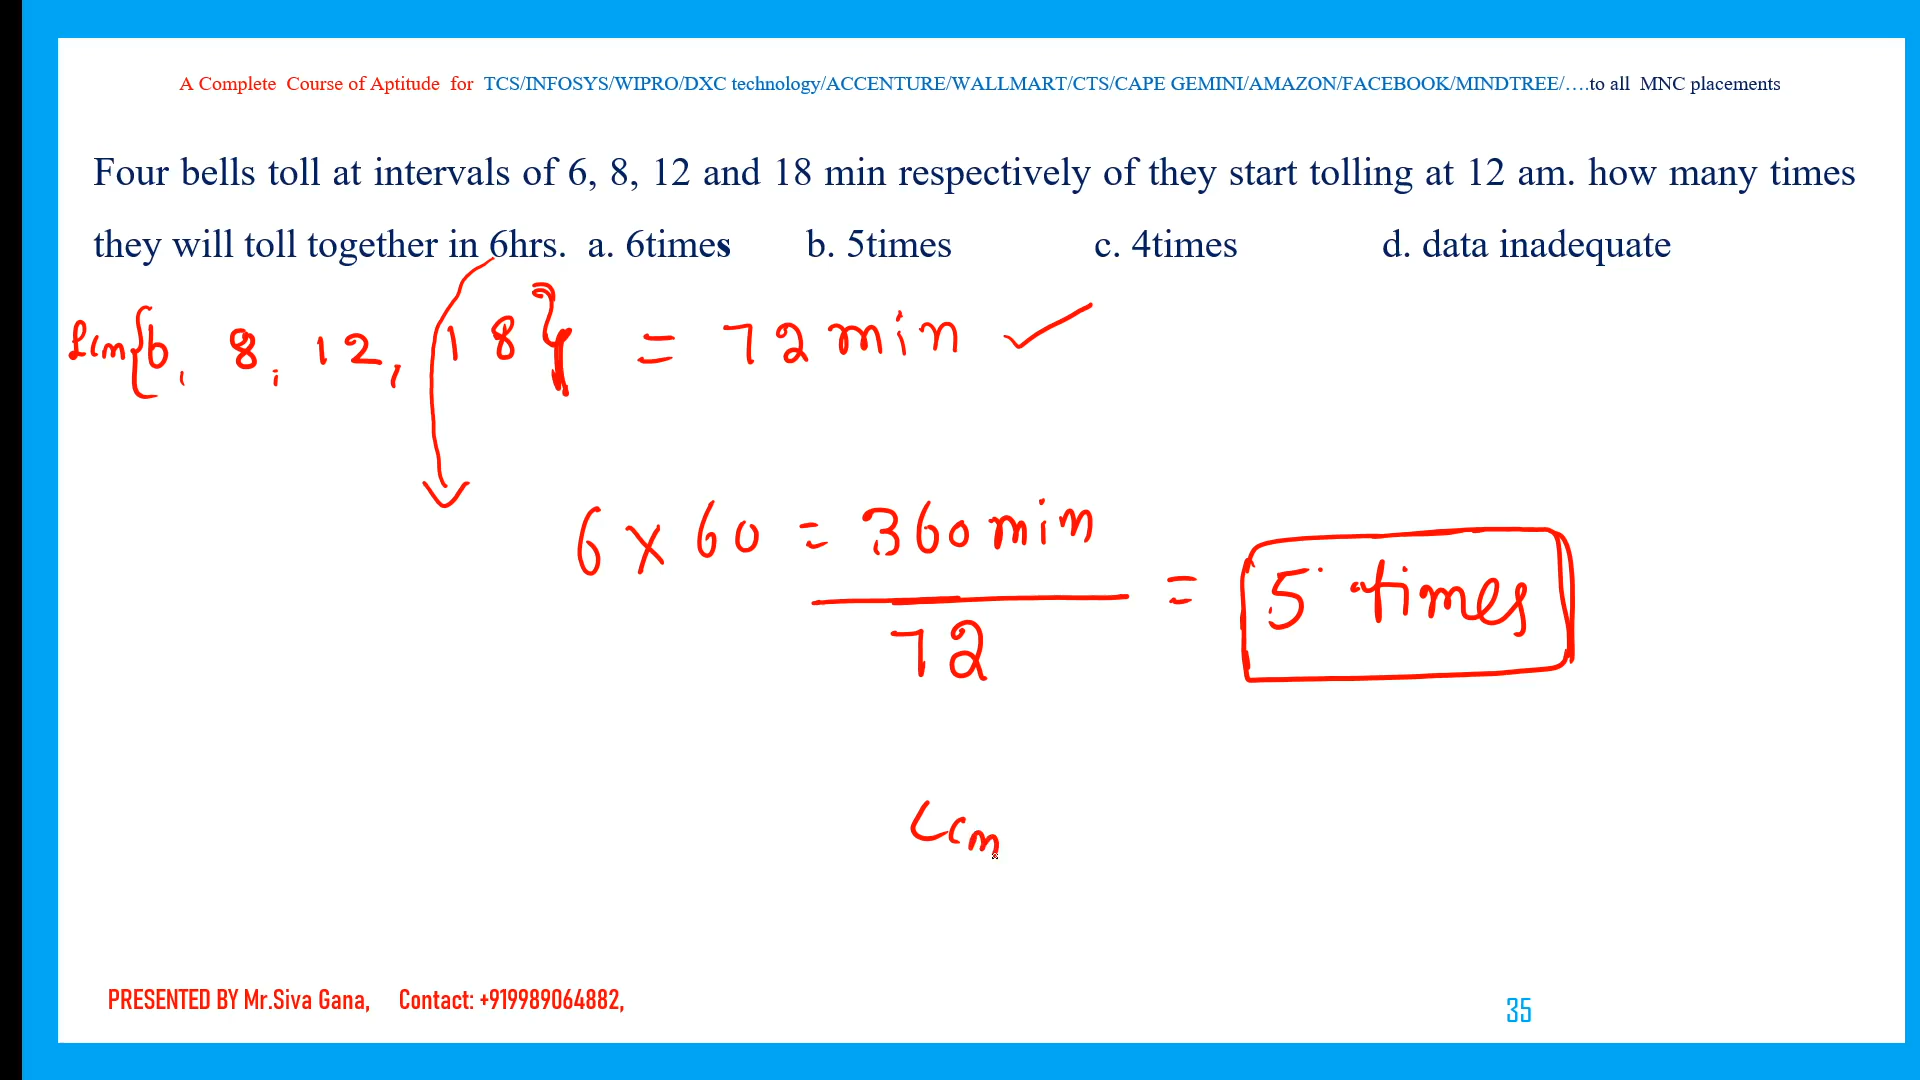 A Complete Course of Aptitude for TCS/INFOSYS/WIPRO/DXC technology/ACCENTURE/WALLMART/CTS/CAPE GEMINI/AMAZON/FACEBOOK/MINDTREE/….to all MNC placements
Four bells toll at intervals of 6, 8, 12 and 18 min respectively of they start tolling at 12 am. how many times
they will toll together in 6hrs. a. 6times b. 5times c. 4times d. data inadequate
Lcm{6, 8, 12, 18} = 72 min ✓
6 x 60 = 360 min
72
= 5 times
Lcm
PRESENTED BY Mr.Siva Gana, Contact: +919989064882,
35